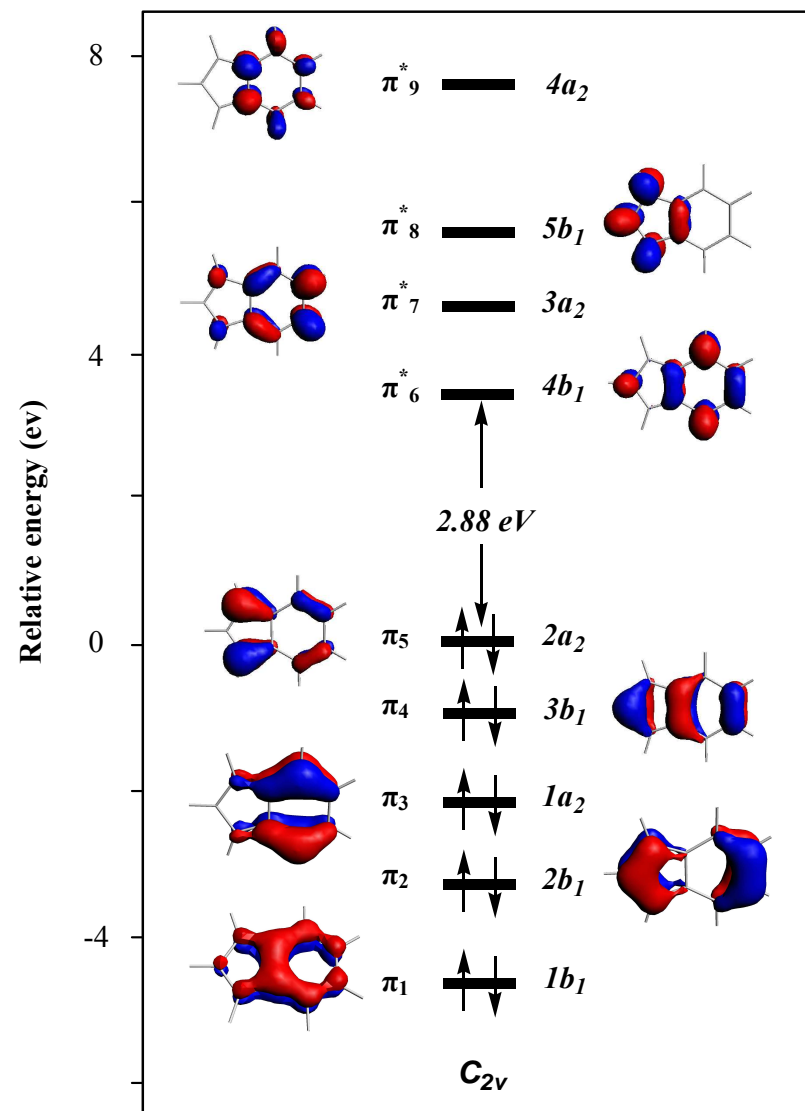 8
π*9 4a2
π*8 5b1
π*7 3a2
4
π*6 4b1
2.88 eV
Relative energy (ev)
0
π5 2a2
π4 3b1
π3 1a2
π2 2b1
-4
π1 1b1
C2v